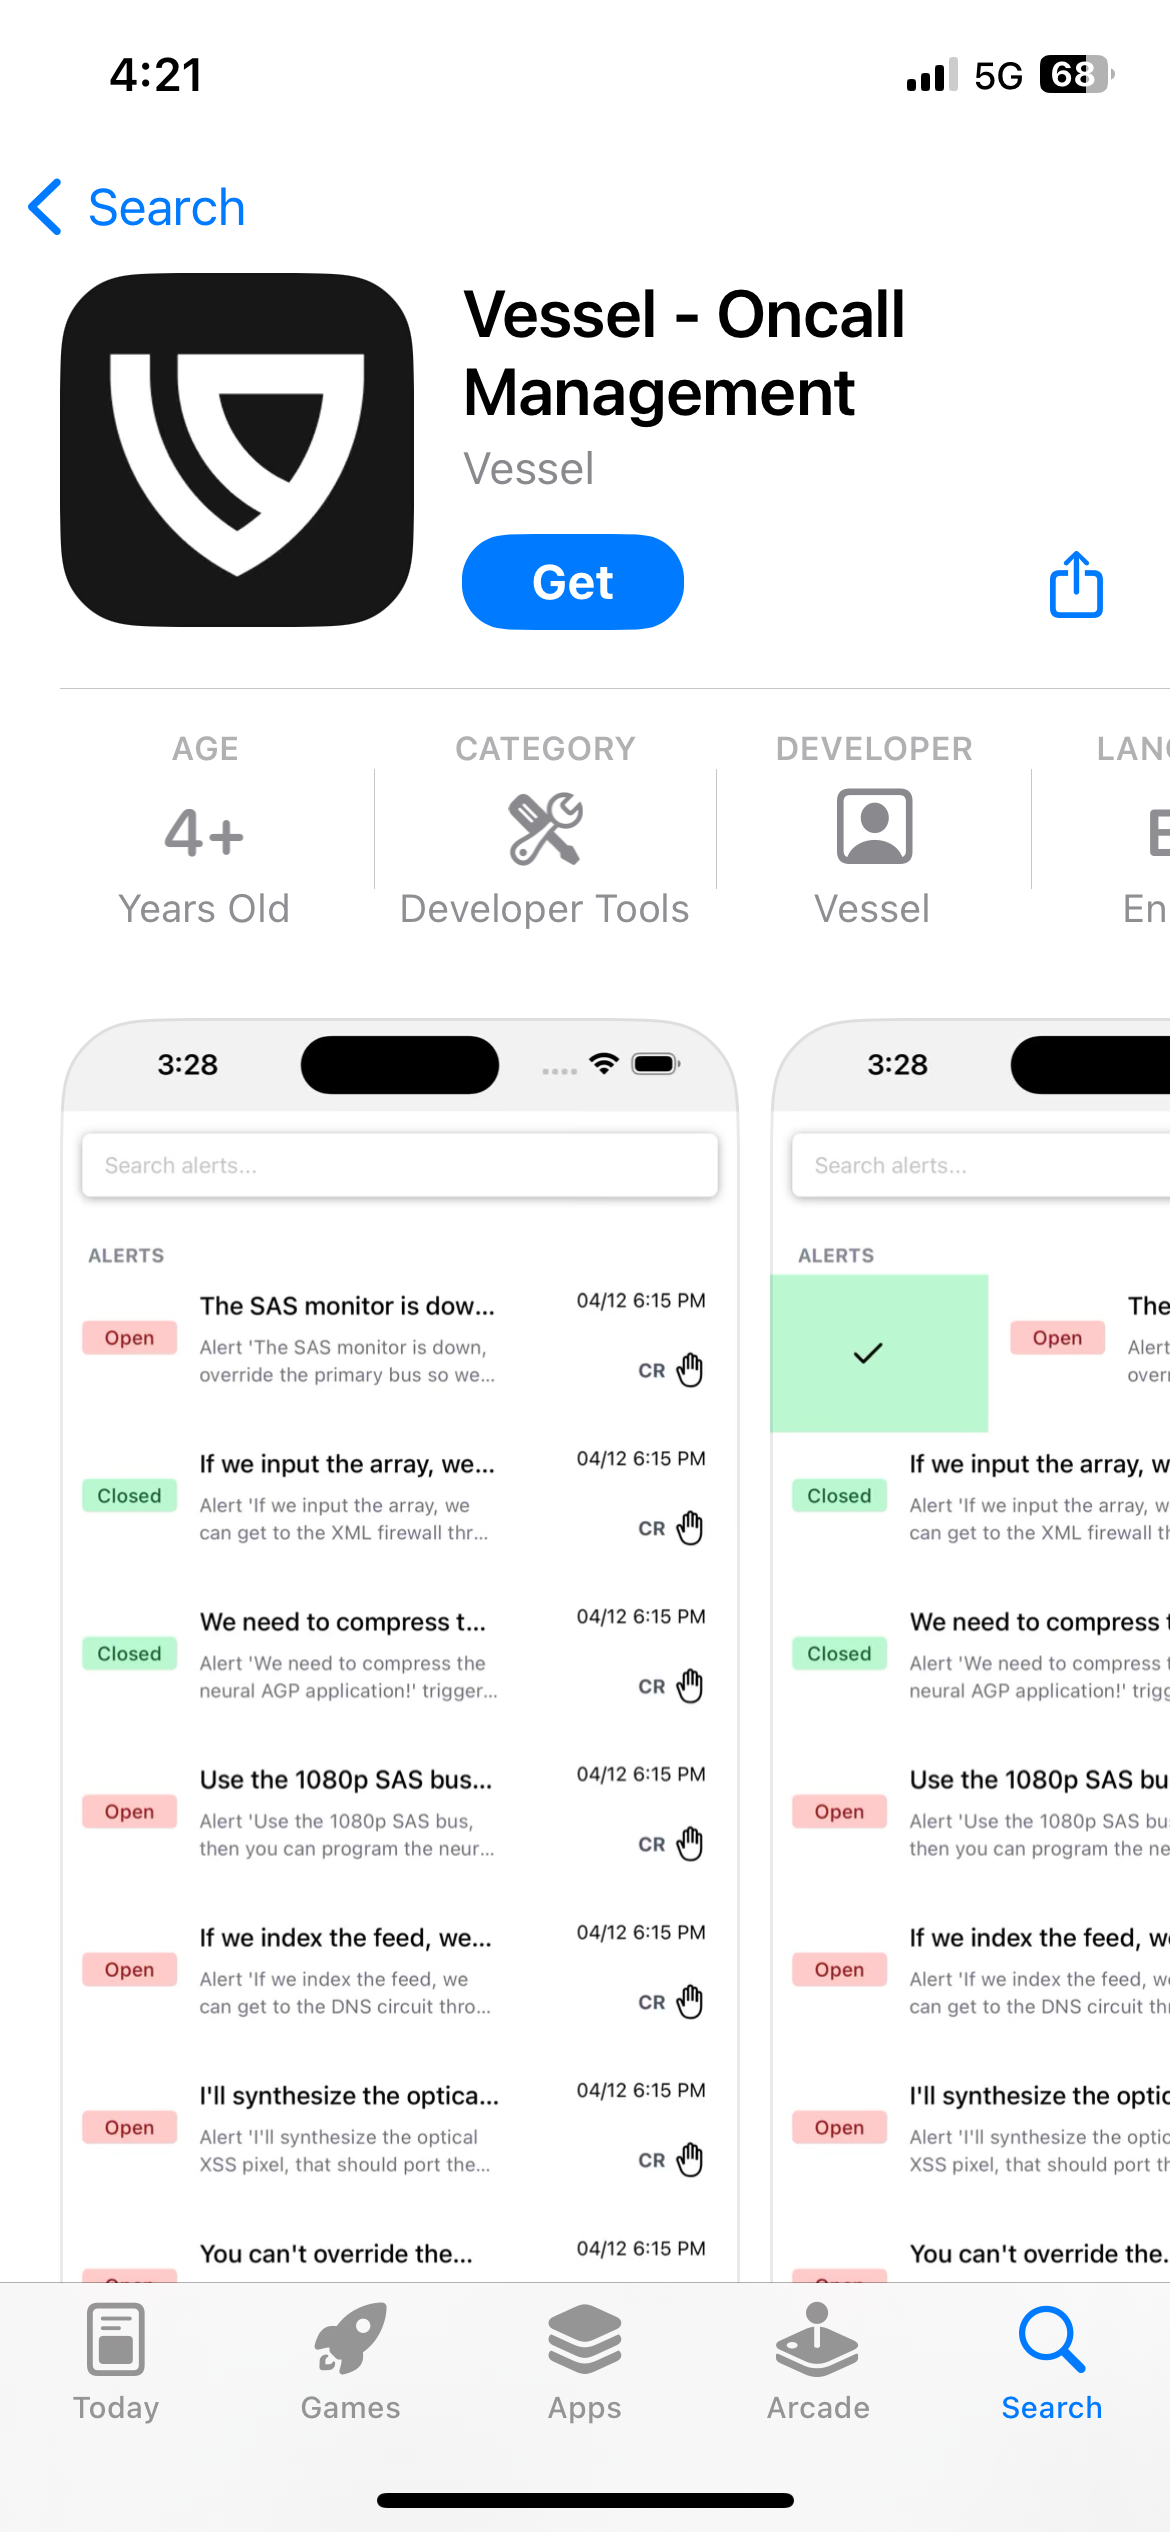 4:21
5G
68
Search
Vessel - Oncall
Management
Vessel
Get
AGE
CATEGORY
DEVELOPER
4+
Years Old
Developer Tools
Vessel
3:28
Search alerts...
ALERTS
The SAS monitor is dow...
04/12 6:15 PM
Open
Alert 'The SAS monitor is down,
override the primary bus so we...
CR
If we input the array, we...
04/12 6:15 PM
Closed
Alert 'If we input the array, we
can get to the XML firewall thr...
CR
We need to compress t...
04/12 6:15 PM
Closed
Alert 'We need to compress the
neural AGP application!' trigger...
CR
Use the 1080p SAS bus...
04/12 6:15 PM
Open
Alert 'Use the 1080p SAS bus,
then you can program the neur...
CR
If we index the feed, we...
04/12 6:15 PM
Open
Alert 'If we index the feed, we
can get to the DNS circuit thro...
CR
I'll synthesize the optica...
04/12 6:15 PM
Open
Alert 'I'll synthesize the optical
XSS pixel, that should port the...
CR
You can't override the...
04/12 6:15 PM
3:28
Search alerts...
ALERTS
The
Open
Alert
If we input the array,
Closed
Alert 'If we input the array,
can get to the XML firewall
We need to compress
Closed
Alert 'We need to compress
neural AGP application!'
Use the 1080p SAS
Open
Alert 'Use the 1080p SAS
then you can program the
If we index the feed,
Open
Alert 'If we index the feed,
can get to the DNS circuit
I'll synthesize the
Open
Alert 'I'll synthesize the
XSS pixel, that should port
You can't override the.
Today
Games
Apps
Arcade
Search